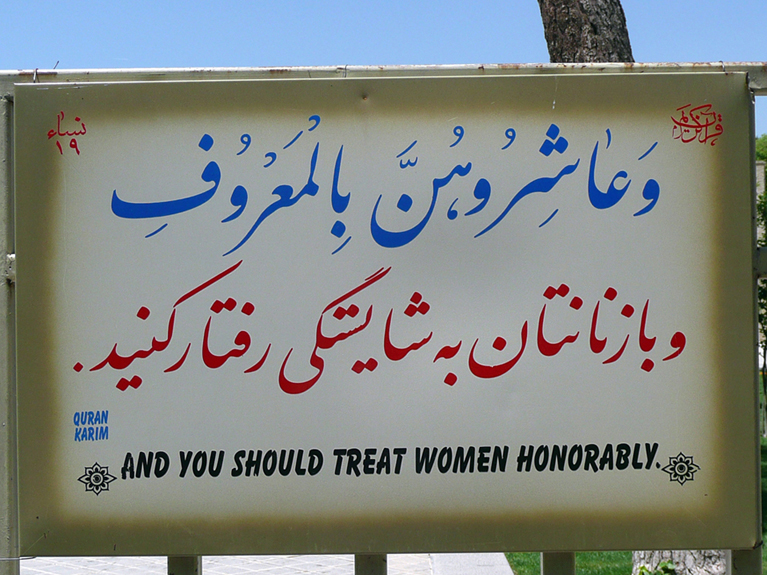 قرآن کریم
نساء
۱۹
وَعَاشِرُوهُنَّ بِالْمَعْرُوفِ
و با زنانتان به شایستگی رفتار کنید.
QURAN
KARIM
AND YOU SHOULD TREAT WOMEN HONORABLY.